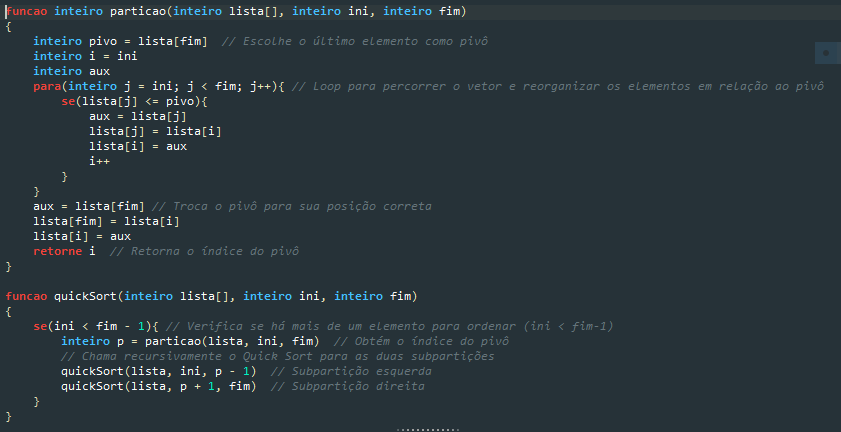 funcao inteiro particao(inteiro lista[], inteiro ini, inteiro fim)
{
    inteiro pivo = lista[fim]  // Escolhe o último elemento como pivô
    inteiro i = ini
    inteiro aux
    para(inteiro j = ini; j < fim; j++){ // Loop para percorrer o vetor e reorganizar os elementos em relação ao pivô
        se(lista[j] <= pivo){
            aux = lista[j]
            lista[j] = lista[i]
            lista[i] = aux
            i++
        }
    }
    aux = lista[fim] // Troca o pivô para sua posição correta
    lista[fim] = lista[i]
    lista[i] = aux
    retorne i  // Retorna o índice do pivô
}

funcao quickSort(inteiro lista[], inteiro ini, inteiro fim)
{
    se(ini < fim - 1){ // Verifica se há mais de um elemento para ordenar (ini < fim-1)
        inteiro p = particao(lista, ini, fim)  // Obtém o índice do pivô
        // Chama recursivamente o Quick Sort para as duas subpartições
        quickSort(lista, ini, p - 1)  // Subpartição esquerda
        quickSort(lista, p + 1, fim)  // Subpartição direita
    }
}